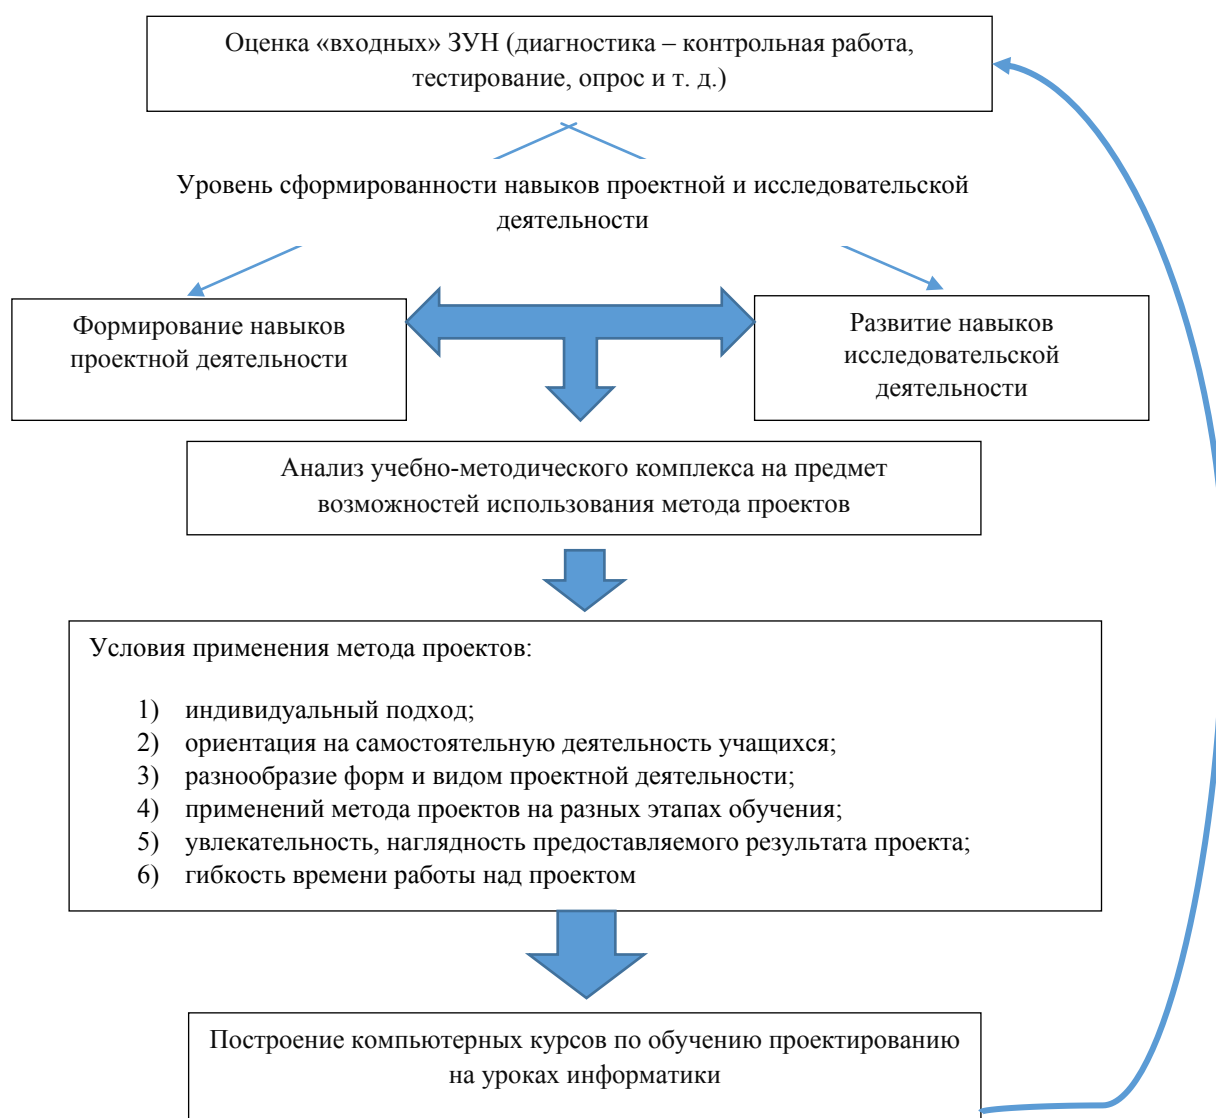 Оценка «входных» ЗУН (диагностика – контрольная работа,
тестирование, опрос и т. д.)
Уровень сформированности навыков проектной и исследовательской
деятельности
Формирование навыков
проектной деятельности
Развитие навыков
исследовательской
деятельности
Анализ учебно-методического комплекса на предмет
возможностей использования метода проектов
Условия применения метода проектов:
1) индивидуальный подход;
2) ориентация на самостоятельную деятельность учащихся;
3) разнообразие форм и видом проектной деятельности;
4) применений метода проектов на разных этапах обучения;
5) увлекательность, наглядность предоставляемого результата проекта;
6) гибкость времени работы над проектом
Построение компьютерных курсов по обучению проектированию
на уроках информатики